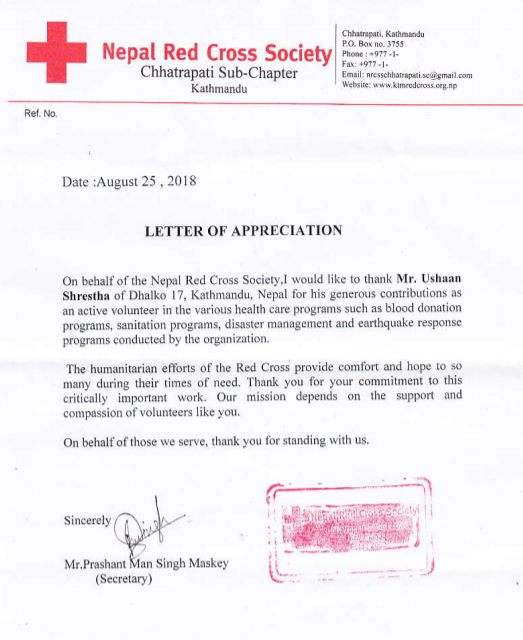 Nepal Red Cross Society
Chhatrapati Sub-Chapter
Kathmandu
Chhatrapati, Kathmandu
P.O. Box no. 3755
Phone : +977 -1-
Fax: +977 -1-
Email: nrcsschhatrapati.sc@gmail.com
Website: www.ktmredcross.org.np
Ref. No.
Date :August 25 , 2018
LETTER OF APPRECIATION
On behalf of the Nepal Red Cross Society,I would like to thank Mr. Ushaan
Shrestha of Dhalko 17, Kathmandu, Nepal for his generous contributions as
an active volunteer in the various health care programs such as blood donation
programs, sanitation programs, disaster management and earthquake response
programs conducted by the organization.
The humanitarian efforts of the Red Cross provide comfort and hope to so
many during their times of need. Thank you for your commitment to this
critically important work. Our mission depends on the support and
compassion of volunteers like you.
On behalf of those we serve, thank you for standing with us.
Sincerely
Mr.Prashant Man Singh Maskey
(Secretary)
Nepal Red Cross Society